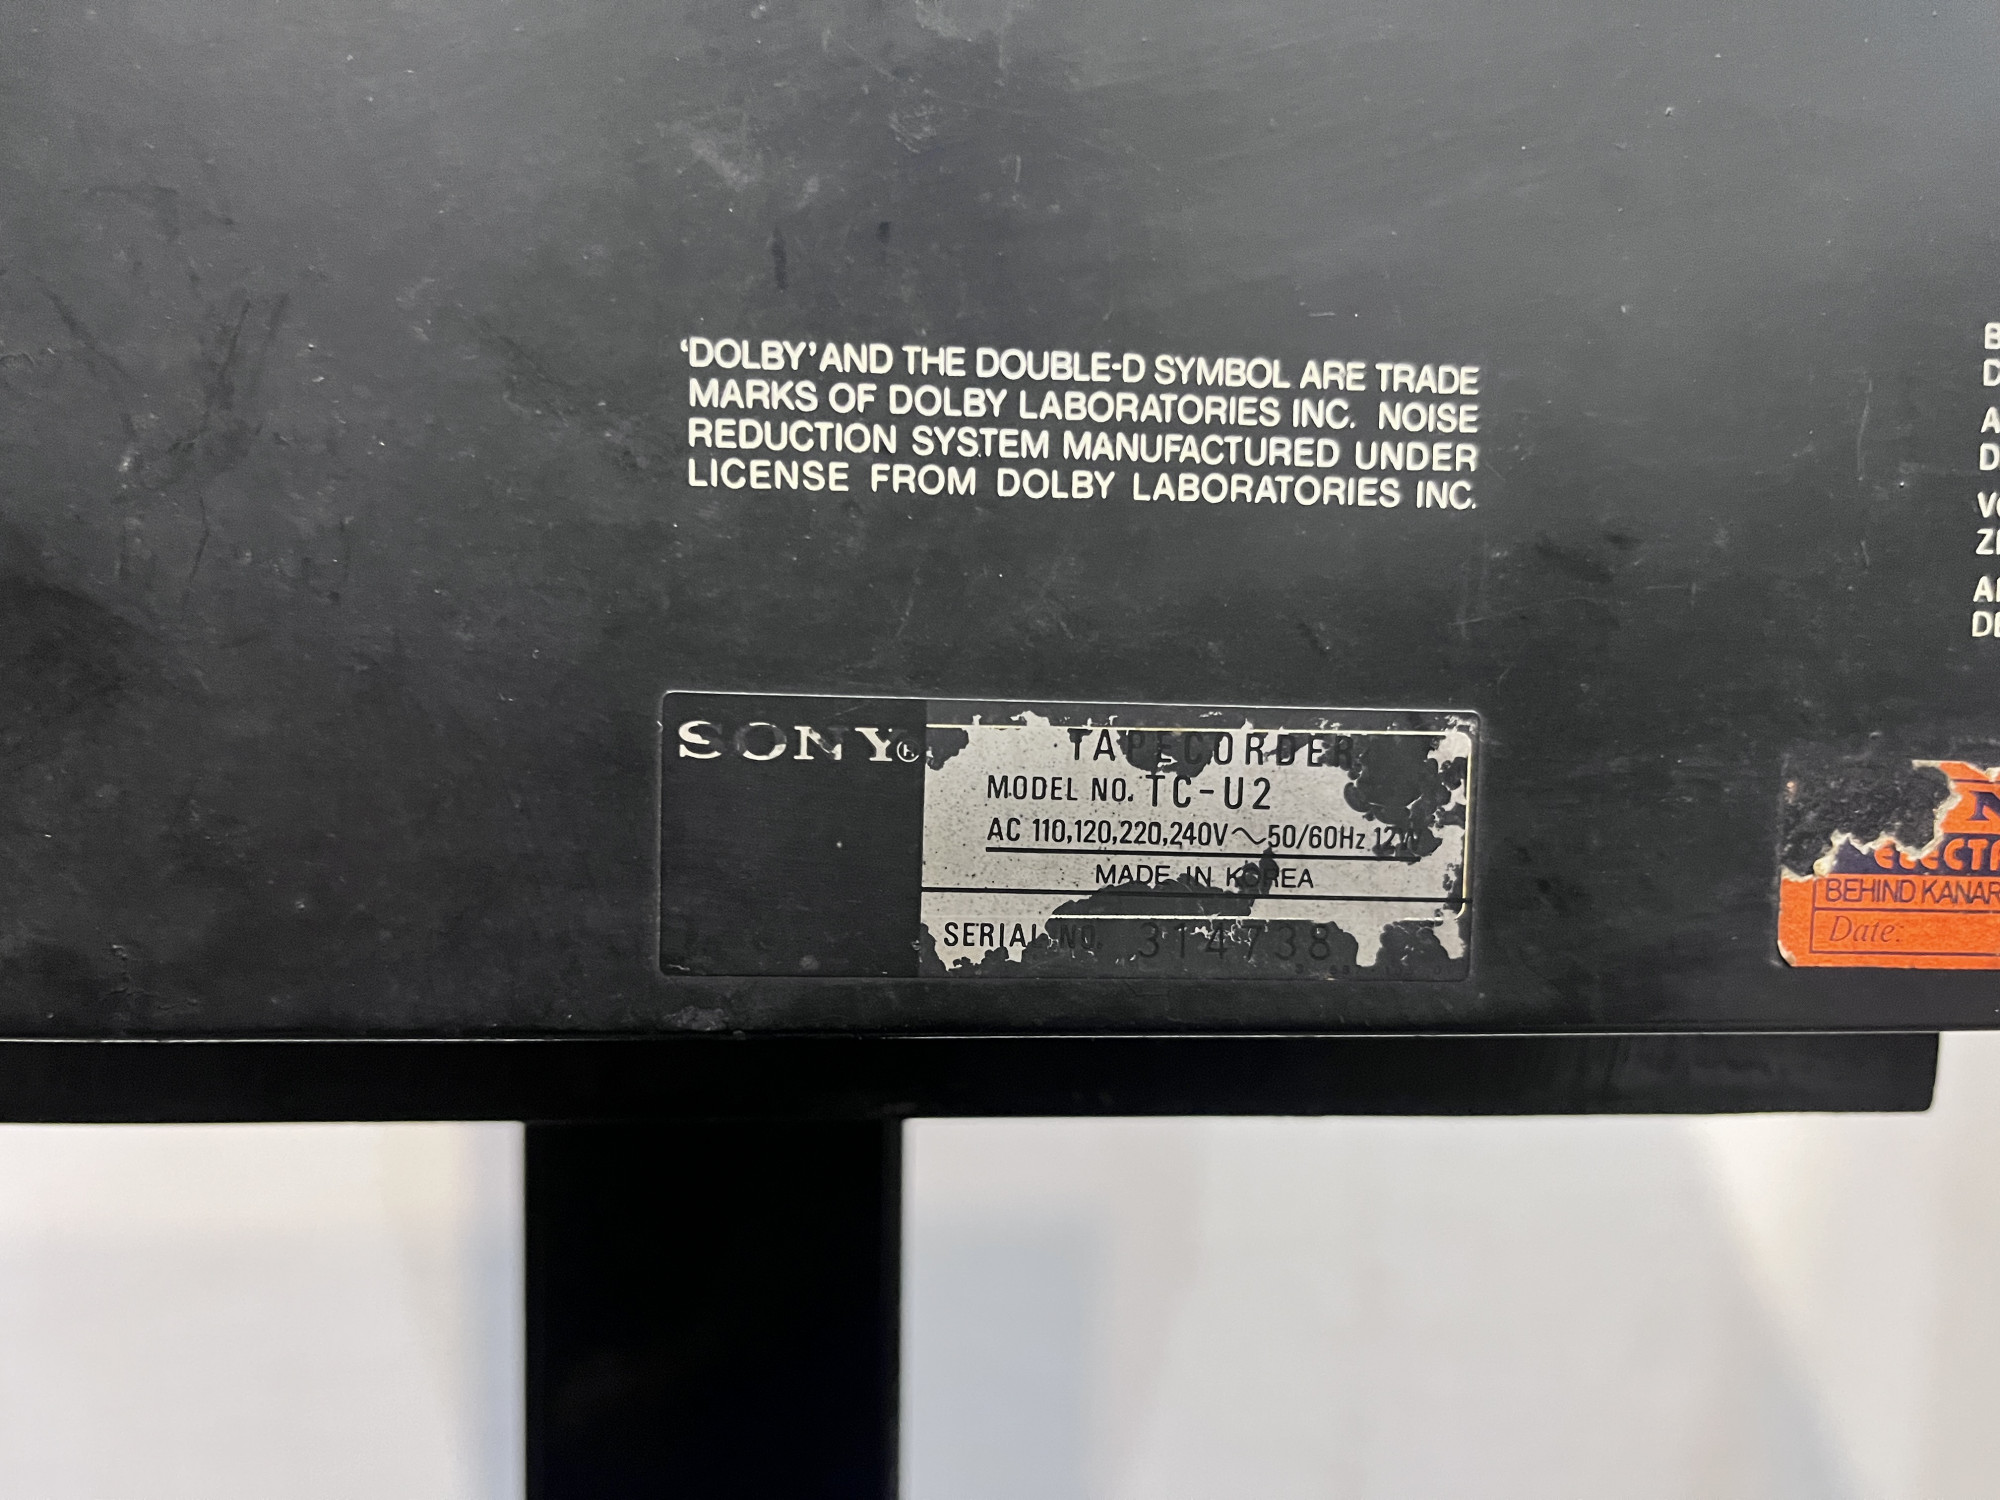 'DOLBY' AND THE DOUBLE-D SYMBOL ARE TRADE
MARKS OF DOLBY LABORATORIES INC. NOISE
REDUCTION SYSTEM MANUFACTURED UNDER
LICENSE FROM DOLBY LABORATORIES INC.
SONY®
TAPECORDER
MODEL NO. TC-U2
AC 110,120,220,240V ~ 50/60Hz 12W
MADE IN KOREA
SERIAL NO. 314738
BEHIND KANAR
Date: